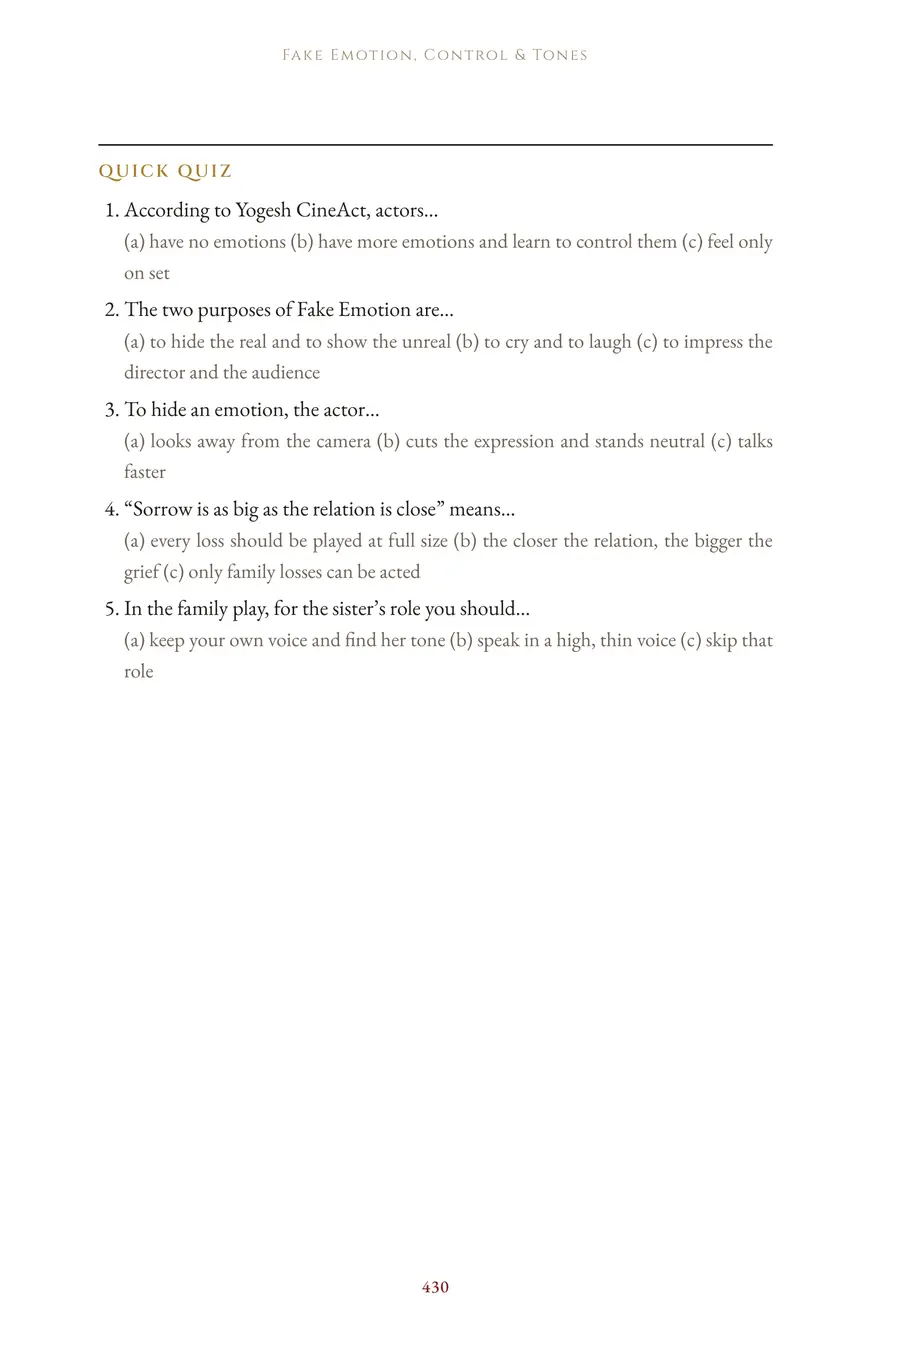 Fake Emotion, Control & Tones
QUICK QUIZ
1. According to Yogesh CineAct, actors…
(a) have no emotions (b) have more emotions and learn to control them (c) feel only
on set
2. The two purposes of Fake Emotion are…
(a) to hide the real and to show the unreal (b) to cry and to laugh (c) to impress the
director and the audience
3. To hide an emotion, the actor…
(a) looks away from the camera (b) cuts the expression and stands neutral (c) talks
faster
4. “Sorrow is as big as the relation is close” means…
(a) every loss should be played at full size (b) the closer the relation, the bigger the
grief (c) only family losses can be acted
5. In the family play, for the sister’s role you should…
(a) keep your own voice and find her tone (b) speak in a high, thin voice (c) skip that
role
430